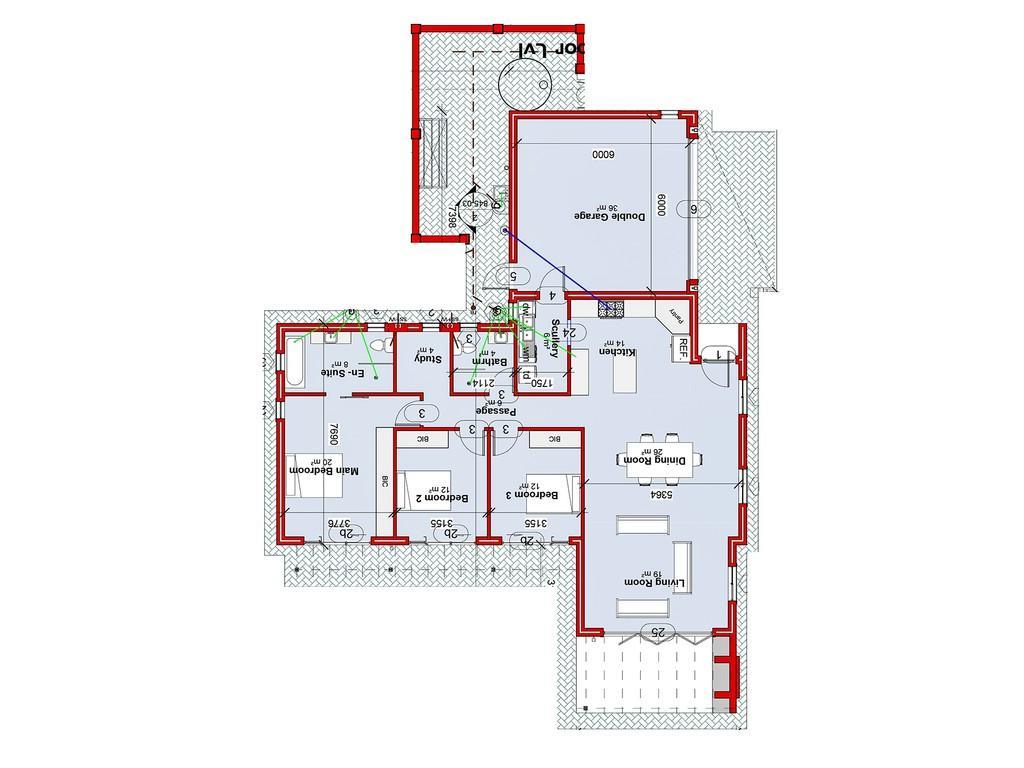 oor Lvl
6000
Double Garage
36 m²
6000
6
845-03
7398
5
4
dw
wm
td
Scullery
6 m²
24
Kitchen
14 m²
Pantry
REF.
1
En - Suite
8 m²
Study
4 m²
3
Bathrm
4 m²
2114
1750
3
Passage
6 m²
3
3
3
7690
Main Bedroom
20 m²
BIC
BIC
BIC
Bedroom 2
12 m²
Bedroom 3
12 m²
Dining Room
26 m²
5364
3776
3155
3155
2b
2b
2b
Living Room
19 m²
25